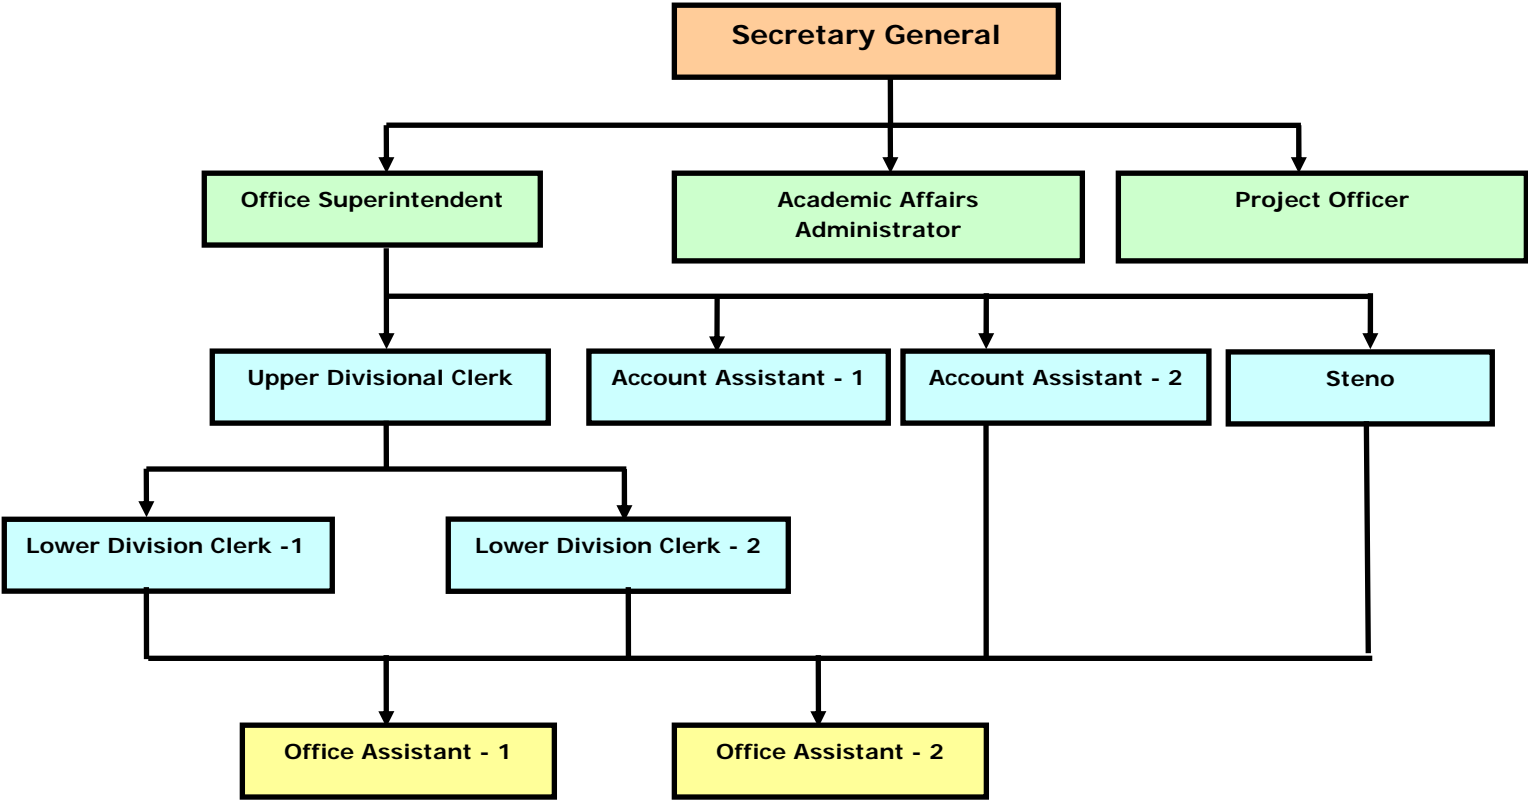 Secretary General
Office Superintendent
Academic Affairs
Administrator
Project Officer
Upper Divisional Clerk
Account Assistant - 1
Account Assistant - 2
Steno
Lower Division Clerk -1
Lower Division Clerk - 2
Office Assistant - 1
Office Assistant - 2